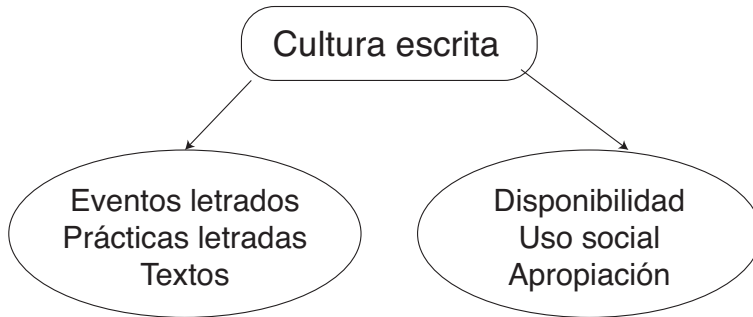 Cultura escrita
Eventos letrados
Prácticas letradas
Textos
Disponibilidad
Uso social
Apropiación